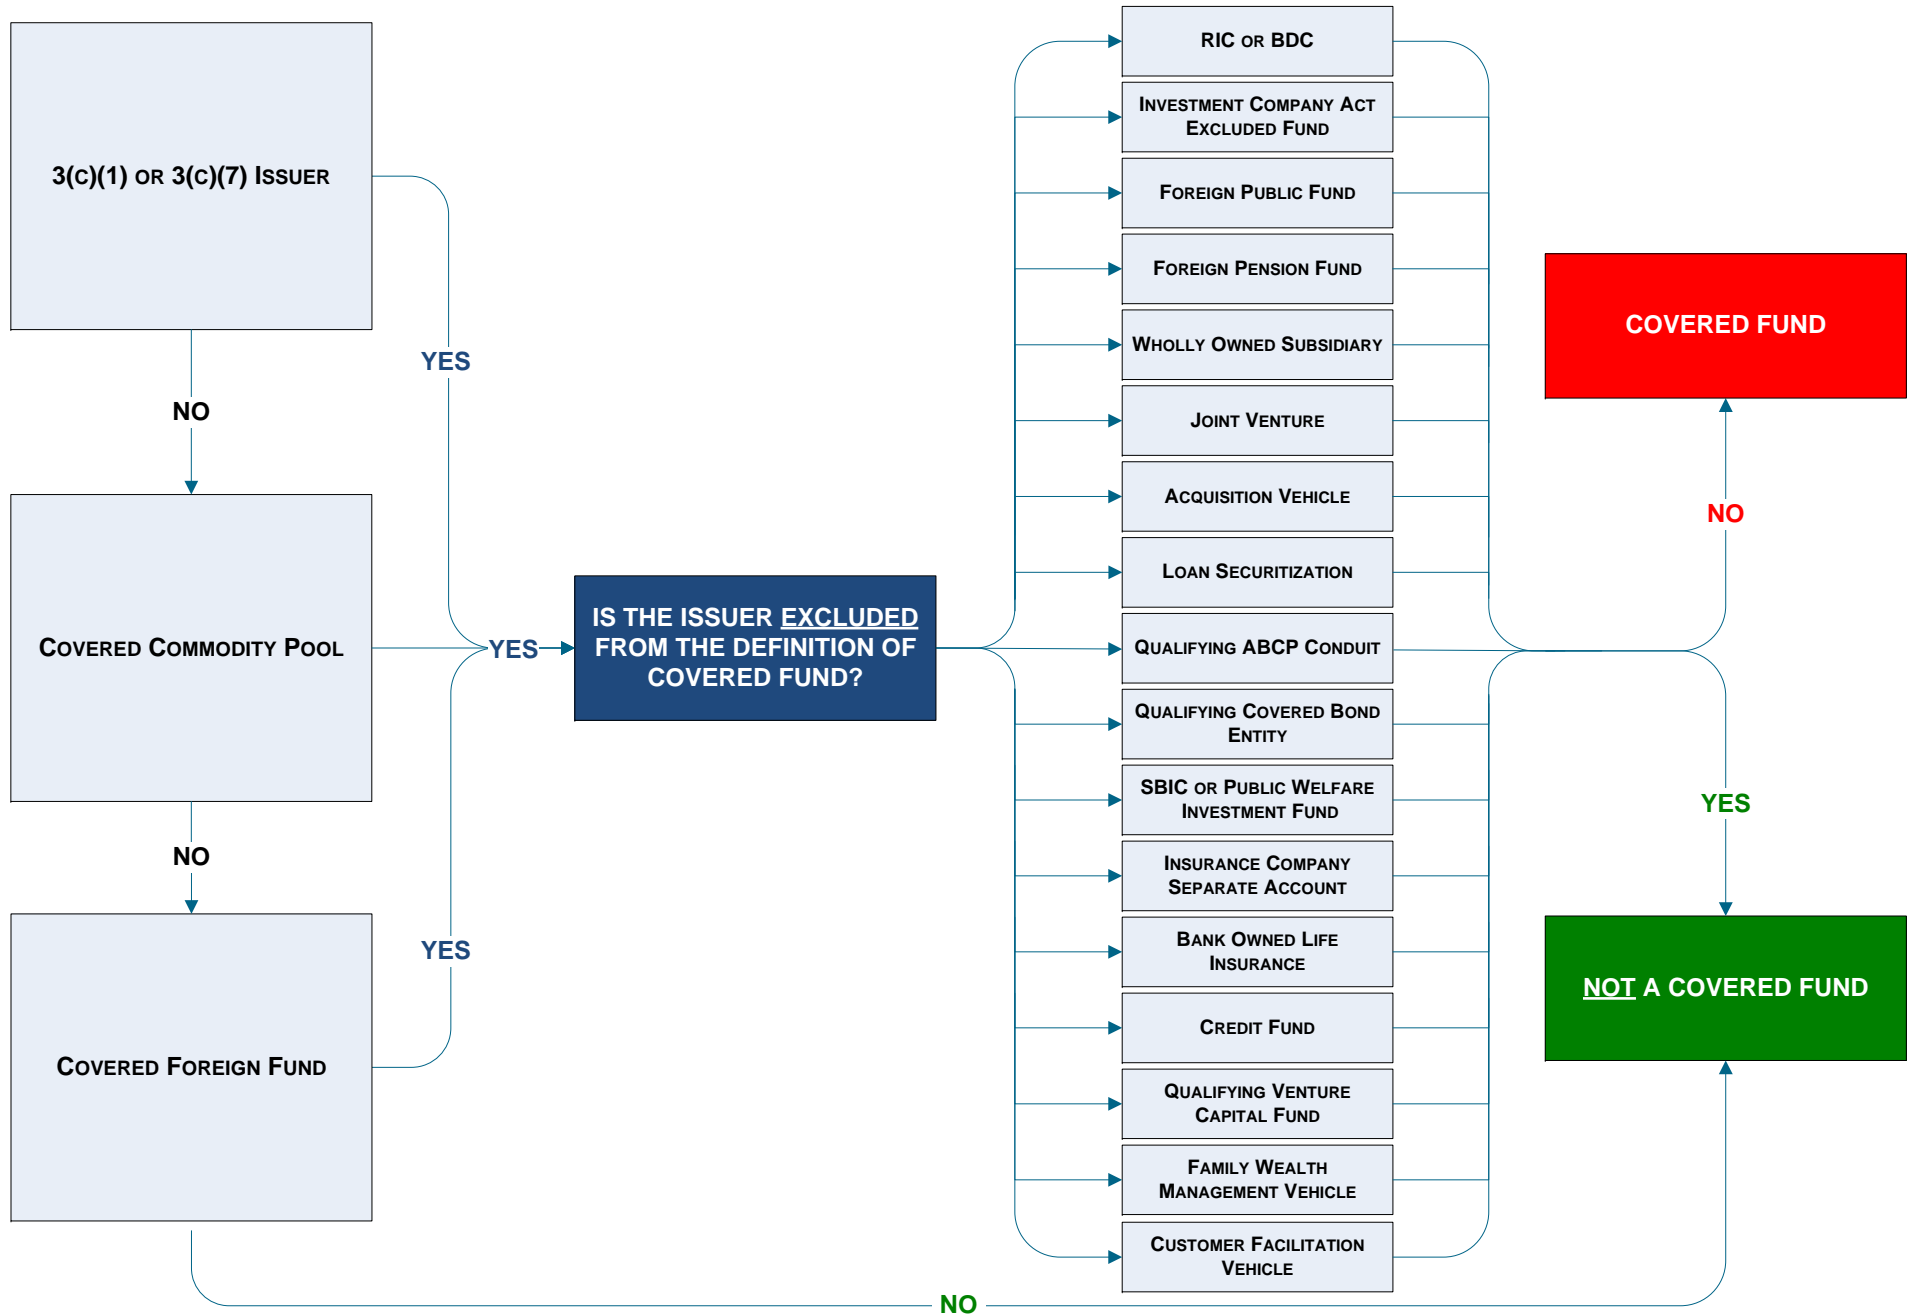 3(c)(1) or 3(c)(7) Issuer
YES
NO
Covered Commodity Pool
YES
NO
Covered Foreign Fund
YES
IS THE ISSUER EXCLUDED
FROM THE DEFINITION OF
COVERED FUND?
RIC or BDC
Investment Company Act
Excluded Fund
Foreign Public Fund
Foreign Pension Fund
Wholly Owned Subsidiary
Joint Venture
Acquisition Vehicle
Loan Securitization
Qualifying ABCP Conduit
Qualifying Covered Bond
Entity
SBIC or Public Welfare
Investment Fund
Insurance Company
Separate Account
Bank Owned Life
Insurance
Credit Fund
Qualifying Venture
Capital Fund
Family Wealth
Management Vehicle
Customer Facilitation
Vehicle
COVERED FUND
NO
YES
NOT A COVERED FUND
NO